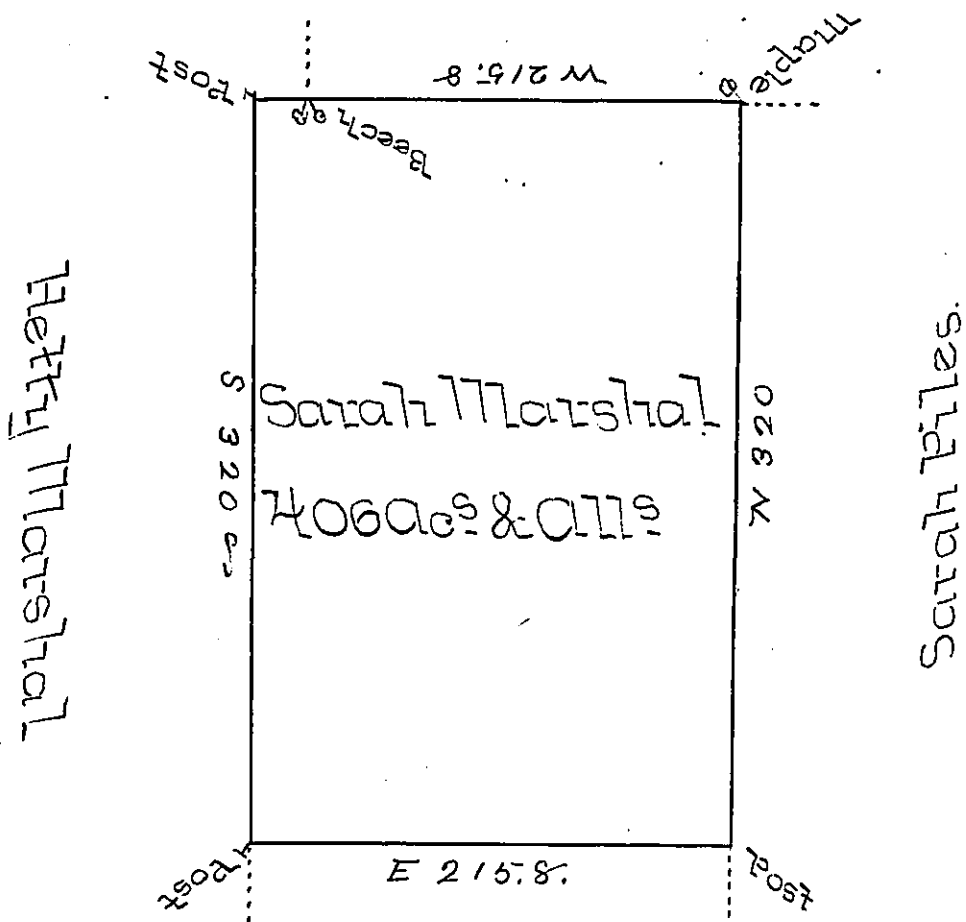 Post
W 215.8
Maple
Beech
Hetty Marshal
S 320
Sarah Marshal
406 Acs & Alls
N 320
Sarah Piles.
Post
E 215.8.
Post